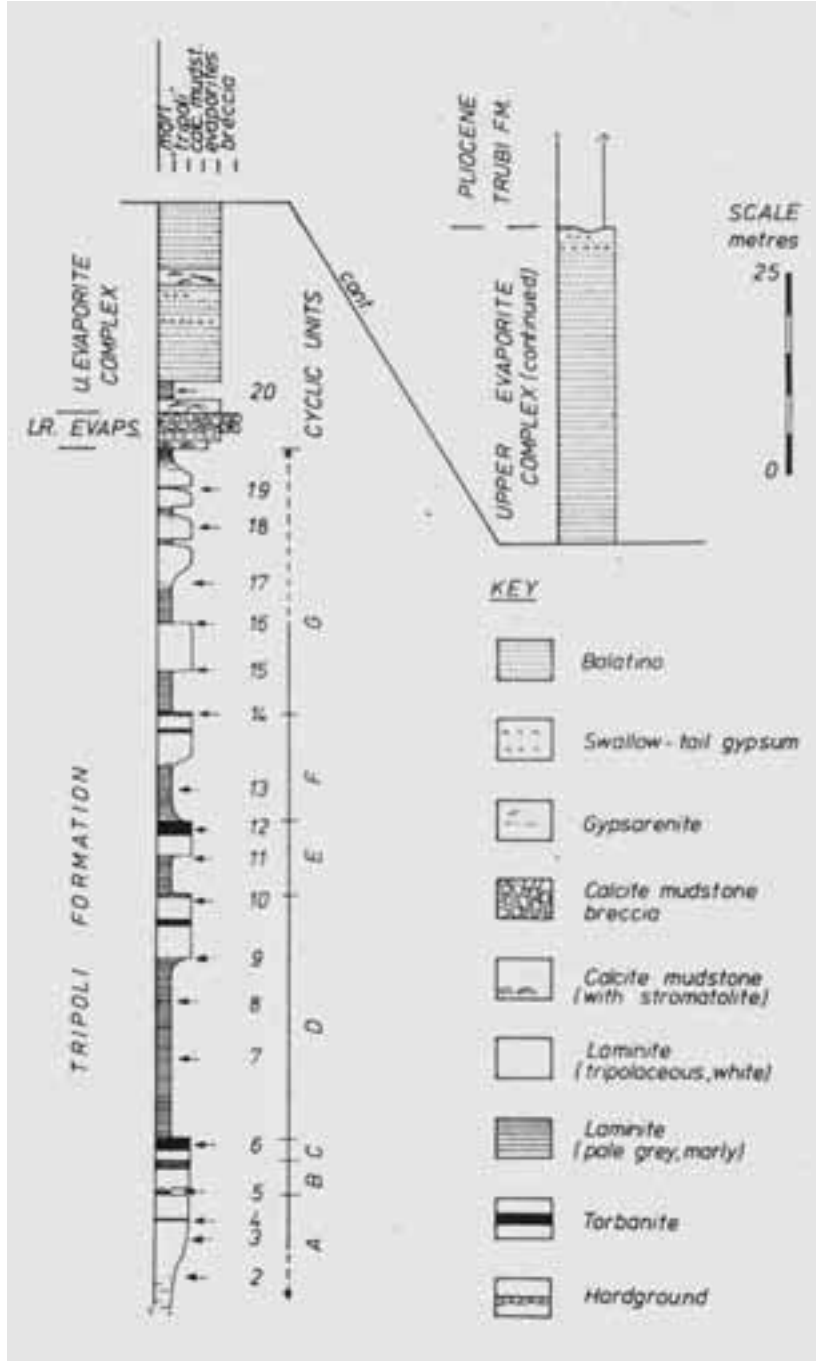 marl
tripoli
calc. mudst.
evaporites
breccia
U. EVAPORITE
COMPLEX
LR. EVAPS.
TRIPOLI FORMATION
CYCLIC UNITS
20
19
18
17
16
15
14
13
12
11
10
9
8
7
6
5
4
3
2
G
F
E
D
C
B
A
cont.
PLIOCENE
TRUBI FM.
UPPER EVAPORITE
COMPLEX (continued)
SCALE
metres
25
0
KEY
Balatino
Swallow-tail gypsum
Gypsarenite
Calcite mudstone
breccia
Calcite mudstone
(with stromatolite)
Laminite
(tripolaceous, white)
Laminite
(pale grey, marly)
Torbanite
Hardground